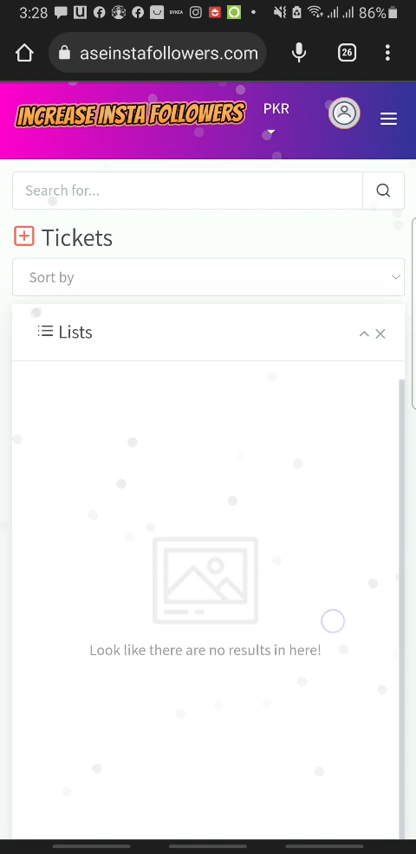 3:28
86%
aseinstafollowers.com
26
INCREASE INSTA FOLLOWERS
PKR
Search for...
Tickets
Sort by
Lists
Look like there are no results in here!